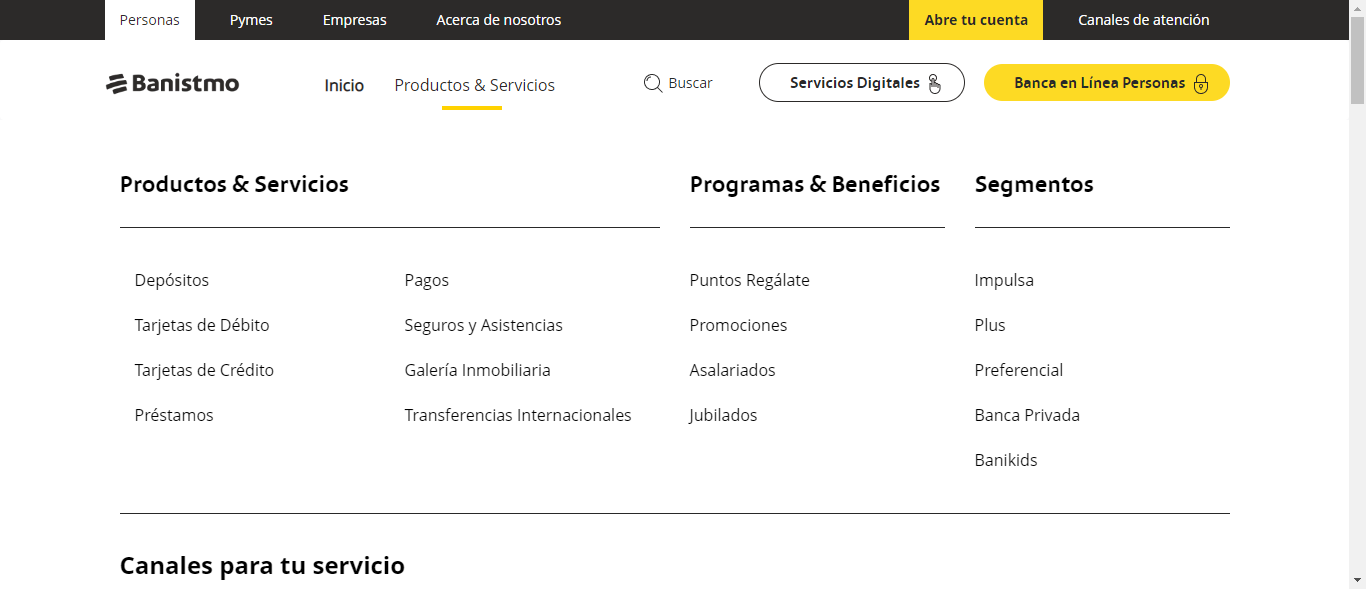 Personas Pymes Empresas Acerca de nosotros Abre tu cuenta Canales de atención
Banistmo Inicio Productos & Servicios Buscar Servicios Digitales Banca en Línea Personas
Productos & Servicios Programas & Beneficios Segmentos
Depósitos Pagos Puntos Regálate Impulsa
Tarjetas de Débito Seguros y Asistencias Promociones Plus
Tarjetas de Crédito Galería Inmobiliaria Asalariados Preferencial
Préstamos Transferencias Internacionales Jubilados Banca Privada
Banikids
Canales para tu servicio